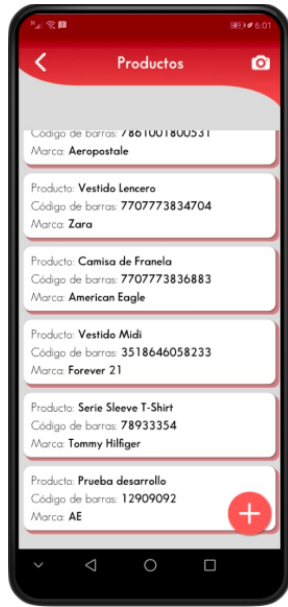 6:01
Productos
Código de barras: 7861001800531
Marca: Aeropostale
Producto: Vestido Lencero
Código de barras: 7707773834704
Marca: Zara
Producto: Camisa de Franela
Código de barras: 7707773836883
Marca: American Eagle
Producto: Vestido Midi
Código de barras: 3518646058233
Marca: Forever 21
Producto: Serie Sleeve T-Shirt
Código de barras: 78933354
Marca: Tommy Hilfiger
Producto: Prueba desarrollo
Código de barras: 12909092
Marca: AE